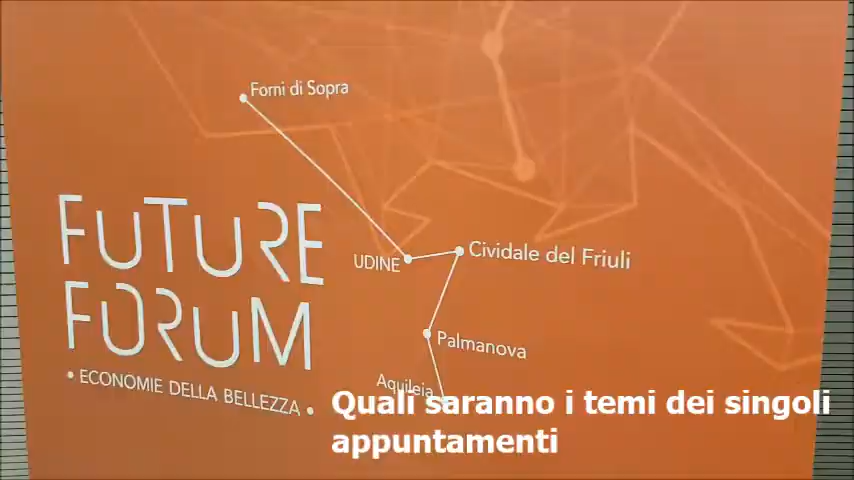 Forni di Sopra
FUTURE
FORUM
• ECONOMIE DELLA BELLEZZA •
UDINE
Cividale del Friuli
Palmanova
Aquileia
Quali saranno i temi dei singoli
appuntamenti